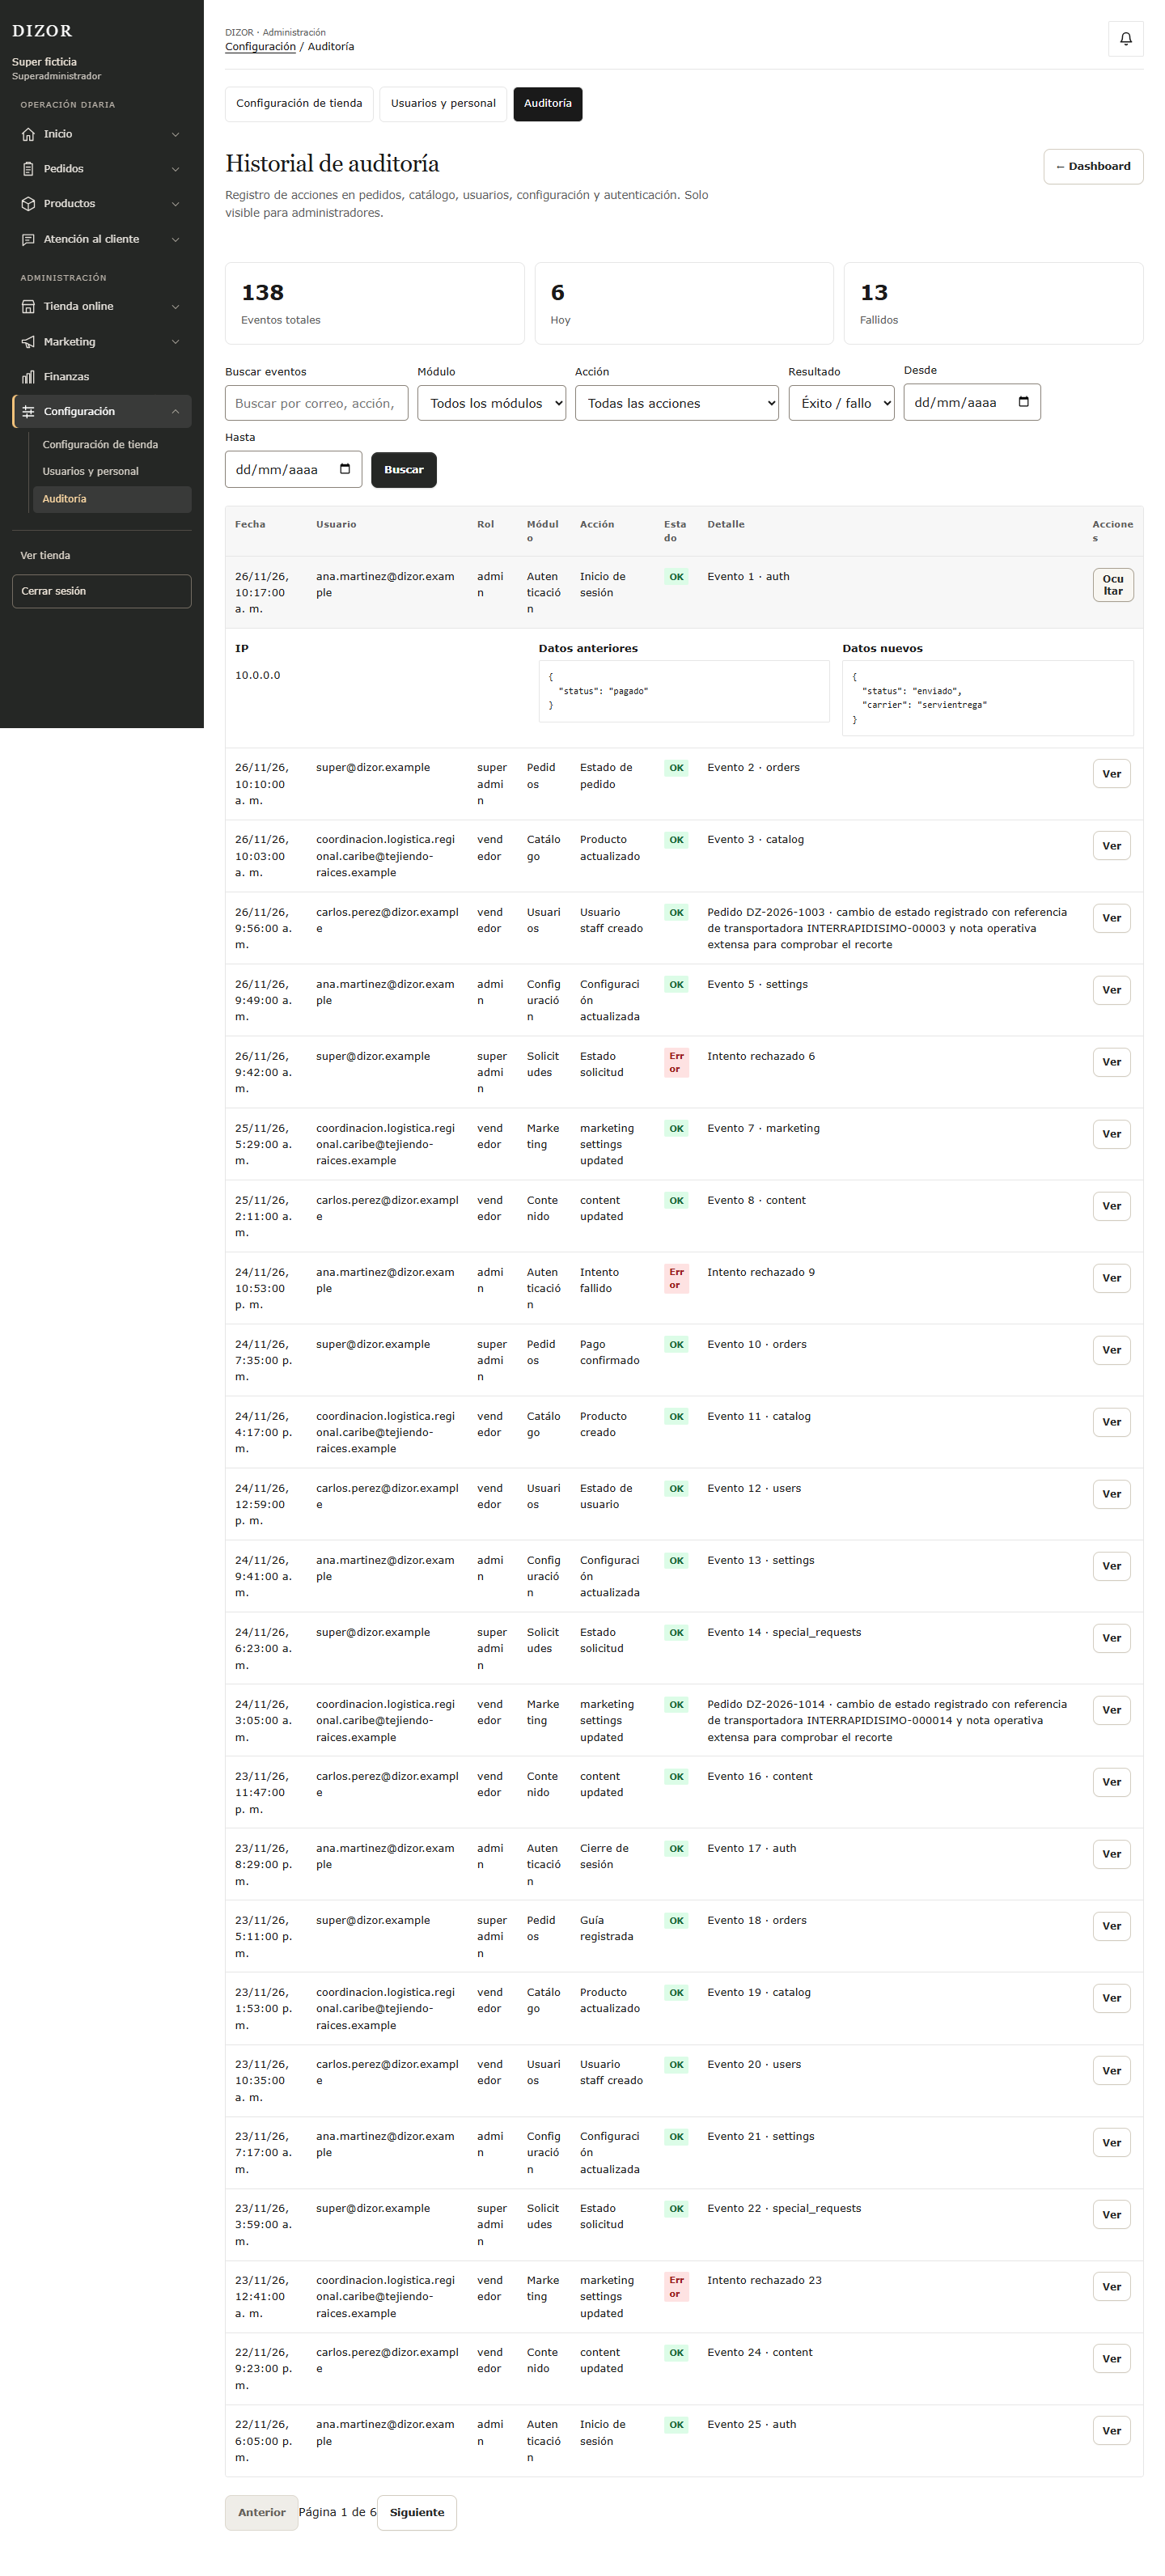 DIZOR
Super ficticia
Superadministrador
OPERACIÓN DIARIA
Inicio
Pedidos
Productos
Atención al cliente
ADMINISTRACIÓN
Tienda online
Marketing
Finanzas
Configuración
Configuración de tienda
Usuarios y personal
Auditoría
Ver tienda
Cerrar sesión
DIZOR · Administración
Configuración / Auditoría
Configuración de tienda
Usuarios y personal
Auditoría
Historial de auditoría
← Dashboard
Registro de acciones en pedidos, catálogo, usuarios, configuración y autenticación. Solo
visible para administradores.
138
Eventos totales
6
Hoy
13
Fallidos
Buscar eventos
Módulo
Acción
Resultado
Desde
Buscar por correo, acción,
Todos los módulos
Todas las acciones
Éxito / fallo
dd/mm/aaaa
Hasta
dd/mm/aaaa
Buscar
Fecha Usuario Rol Módul Acción Esta Detalle Accione
o do s
26/11/26, ana.martinez@dizor.exam admi Auten Inicio de OK Evento 1 · auth Ocu
10:17:00 ple n ticació sesión ltar
a. m. n
IP Datos anteriores Datos nuevos
10.0.0.0
{
"status": "pagado"
}
{
"status": "enviado",
"carrier": "servientrega"
}
26/11/26, super@dizor.example super Pedid Estado de OK Evento 2 · orders Ver
10:10:00 admi os pedido
a. m. n
26/11/26, coordinacion.logistica.regi vend Catálo Producto OK Evento 3 · catalog Ver
10:03:00 onal.caribe@tejiendo- edor go actualizado
a. m. raices.example
26/11/26, carlos.perez@dizor.exampl vend Usuari Usuario OK Pedido DZ-2026-1003 · cambio de estado registrado con referencia Ver
9:56:00 a. e edor os staff creado de transportadora INTERRAPIDISIMO-00003 y nota operativa
m. extensa para comprobar el recorte
26/11/26, ana.martinez@dizor.exam admi Config Configuraci OK Evento 5 · settings Ver
9:49:00 a. ple n uració ón
m. n actualizada
26/11/26, super@dizor.example super Solicit Estado Err Intento rechazado 6 Ver
9:42:00 a. admi udes solicitud or
m. n
25/11/26, coordinacion.logistica.regi vend Marke marketing OK Evento 7 · marketing Ver
5:29:00 a. onal.caribe@tejiendo- edor ting settings
m. raices.example updated
25/11/26, carlos.perez@dizor.exampl vend Conte content OK Evento 8 · content Ver
2:11:00 a. e edor nido updated
m.
24/11/26, ana.martinez@dizor.exam admi Auten Intento Err Intento rechazado 9 Ver
10:53:00 ple n ticació fallido or
p. m. n
24/11/26, super@dizor.example super Pedid Pago OK Evento 10 · orders Ver
7:35:00 p. admi os confirmado
m. n
24/11/26, coordinacion.logistica.regi vend Catálo Producto OK Evento 11 · catalog Ver
4:17:00 p. onal.caribe@tejiendo- edor go creado
m. raices.example
24/11/26, carlos.perez@dizor.exampl vend Usuari Estado de OK Evento 12 · users Ver
12:59:00 e edor os usuario
p. m.
24/11/26, ana.martinez@dizor.exam admi Config Configuraci OK Evento 13 · settings Ver
9:41:00 a. ple n uració ón
m. n actualizada
24/11/26, super@dizor.example super Solicit Estado OK Evento 14 · special_requests Ver
6:23:00 a. admi udes solicitud
m. n
24/11/26, coordinacion.logistica.regi vend Marke marketing OK Pedido DZ-2026-1014 · cambio de estado registrado con referencia Ver
3:05:00 a. onal.caribe@tejiendo- edor ting settings de transportadora INTERRAPIDISIMO-000014 y nota operativa
m. raices.example updated extensa para comprobar el recorte
23/11/26, carlos.perez@dizor.exampl vend Conte content OK Evento 16 · content Ver
11:47:00 e edor nido updated
p. m.
23/11/26, ana.martinez@dizor.exam admi Auten Cierre de OK Evento 17 · auth Ver
8:29:00 p. ple n ticació sesión
m. n
23/11/26, super@dizor.example super Pedid Guía OK Evento 18 · orders Ver
5:11:00 p. admi os registrada
m. n
23/11/26, coordinacion.logistica.regi vend Catálo Producto OK Evento 19 · catalog Ver
1:53:00 p. onal.caribe@tejiendo- edor go actualizado
m. raices.example
23/11/26, carlos.perez@dizor.exampl vend Usuari Usuario OK Evento 20 · users Ver
10:35:00 e edor os staff creado
a. m.
23/11/26, ana.martinez@dizor.exam admi Config Configuraci OK Evento 21 · settings Ver
7:17:00 a. ple n uració ón
m. n actualizada
23/11/26, super@dizor.example super Solicit Estado OK Evento 22 · special_requests Ver
3:59:00 a. admi udes solicitud
m. n
23/11/26, coordinacion.logistica.regi vend Marke marketing Err Intento rechazado 23 Ver
12:41:00 onal.caribe@tejiendo- edor ting settings or
a. m. raices.example updated
22/11/26, carlos.perez@dizor.exampl vend Conte content OK Evento 24 · content Ver
9:23:00 p. e edor nido updated
m.
22/11/26, ana.martinez@dizor.exam admi Auten Inicio de OK Evento 25 · auth Ver
6:05:00 p. ple n ticació sesión
m. n
Anterior Página 1 de 6 Siguiente